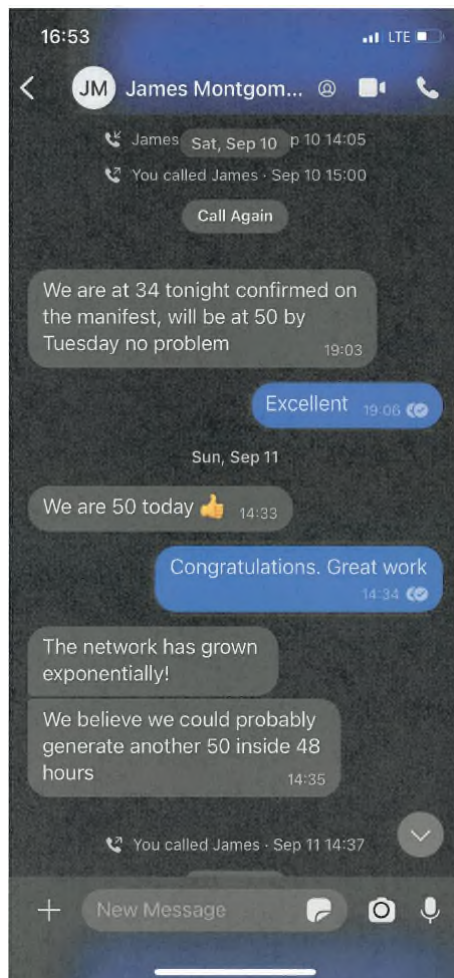 16:53
LTE
JM James Montgom...
James Sat, Sep 10 p 10 14:05
You called James · Sep 10 15:00
Call Again
We are at 34 tonight confirmed on
the manifest, will be at 50 by
Tuesday no problem
19:03
Excellent 19:06
Sun, Sep 11
We are 50 today 👍 14:33
Congratulations. Great work
14:34
The network has grown
exponentially!
We believe we could probably
generate another 50 inside 48
hours
14:35
You called James · Sep 11 14:37
New Message